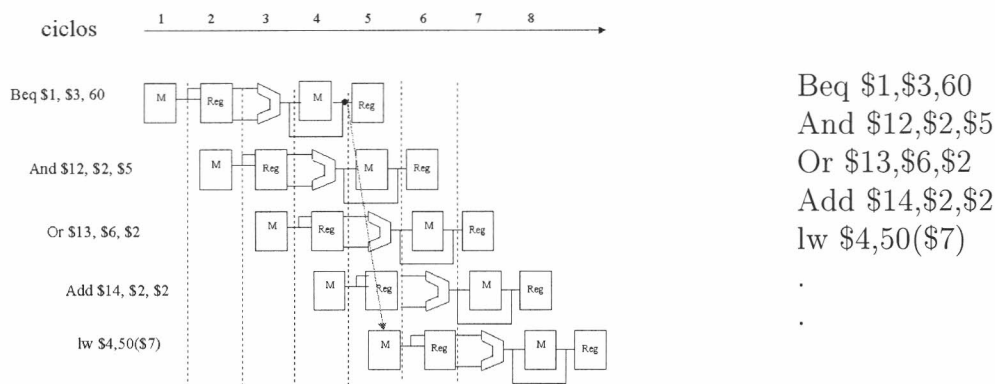 ciclos 1 2 3 4 5 6 7 8
Beq $1, $3, 60 M Reg M Reg
And $12, $2, $5 M Reg M Reg
Or $13, $6, $2 M Reg M Reg
Add $14, $2, $2 M Reg M Reg
lw $4,50($7) M Reg M Reg
Beq $1,$3,60
And $12,$2,$5
Or $13,$6,$2
Add $14,$2,$2
lw $4,50($7)
.
.